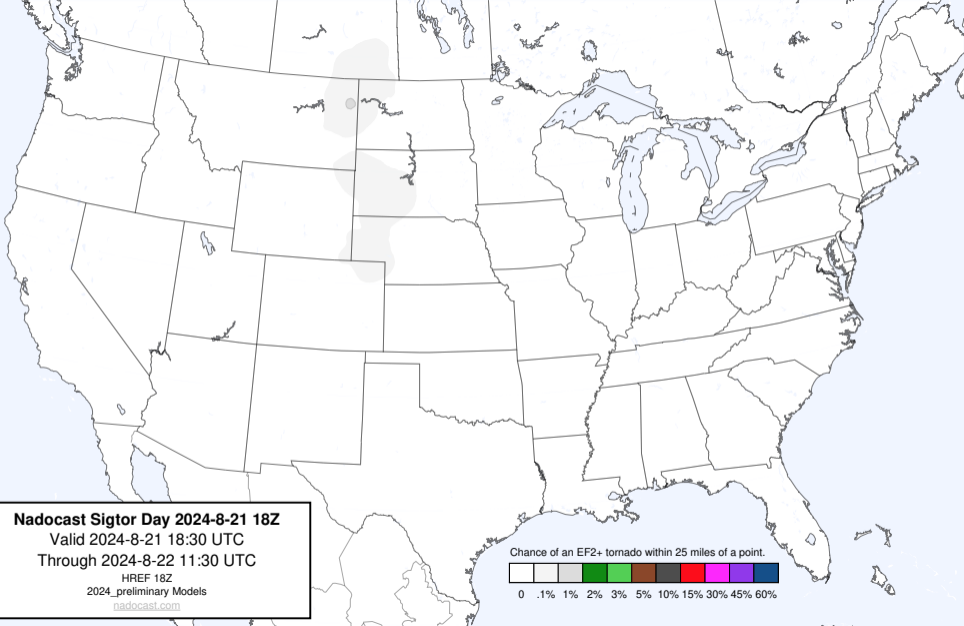 Nadocast Sigtor Day 2024-8-21 18Z
Valid 2024-8-21 18:30 UTC
Through 2024-8-22 11:30 UTC
HREF 18Z
2024_preliminary Models
nadocast.com
Chance of an EF2+ tornado within 25 miles of a point.
0 .1% 1% 2% 3% 5% 10% 15% 30% 45% 60%